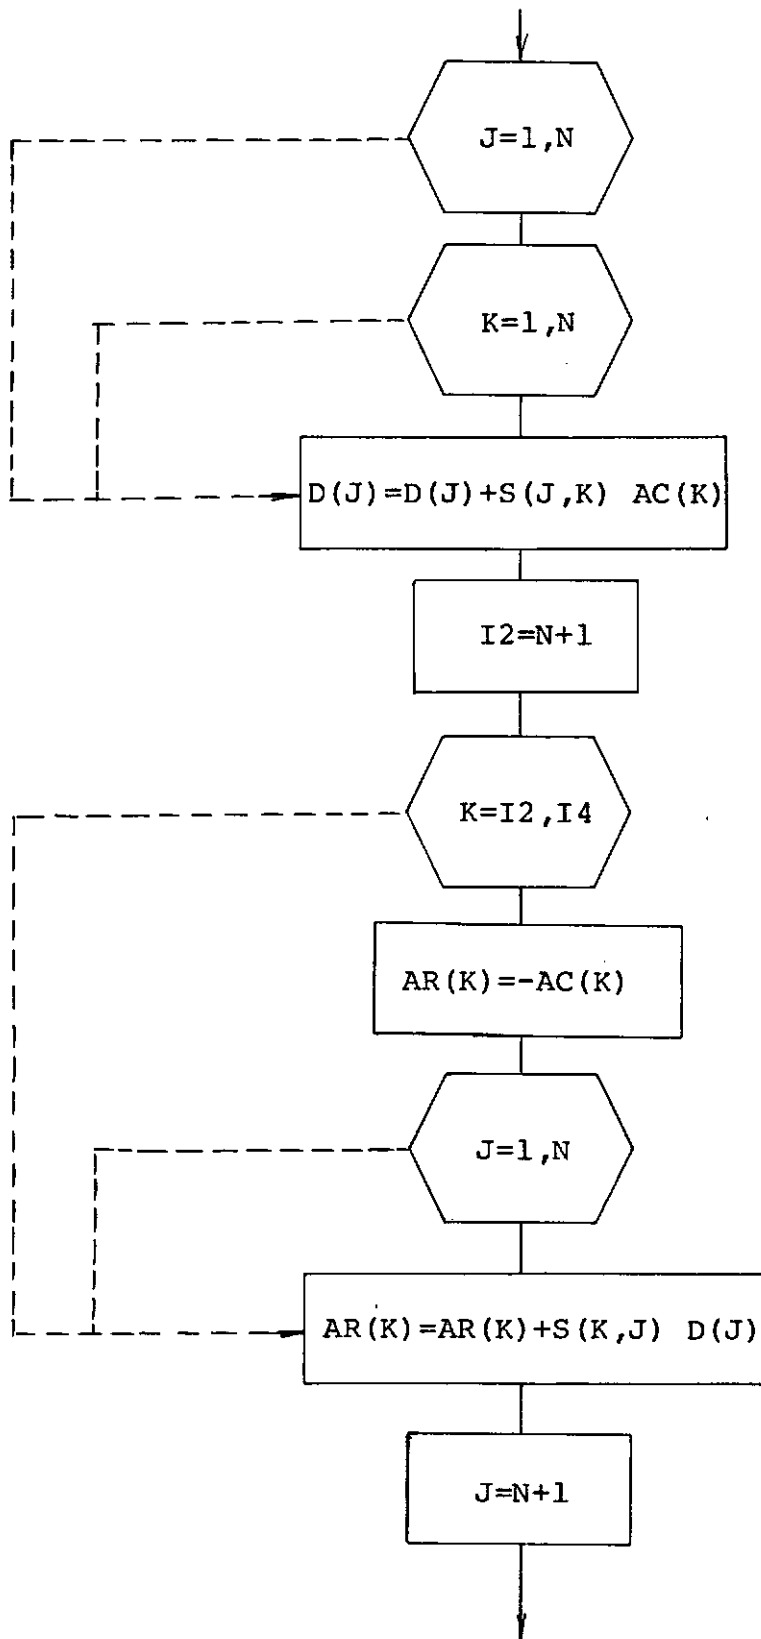 J=1,N
K=1,N
D(J)=D(J)+S(J,K) AC(K)
I2=N+1
K=I2,I4
AR(K)=-AC(K)
J=1,N
AR(K)=AR(K)+S(K,J) D(J)
J=N+1